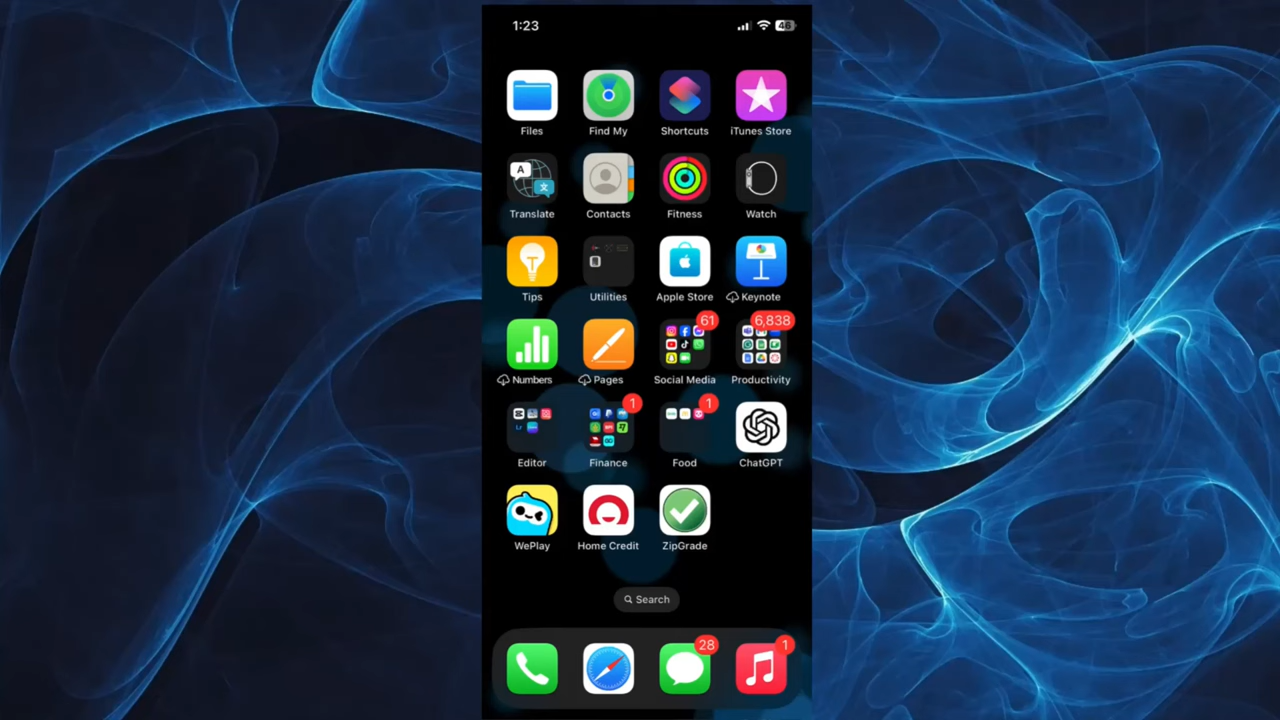 1:23
46
Files
Find My
Shortcuts
iTunes Store
A
文
Translate
Contacts
Fitness
Watch
Tips
Utilities
Apple Store
Keynote
61
6,838
Numbers
Pages
Social Media
Productivity
1
1
Editor
Finance
Food
ChatGPT
WePlay
Home Credit
ZipGrade
Search
28
1